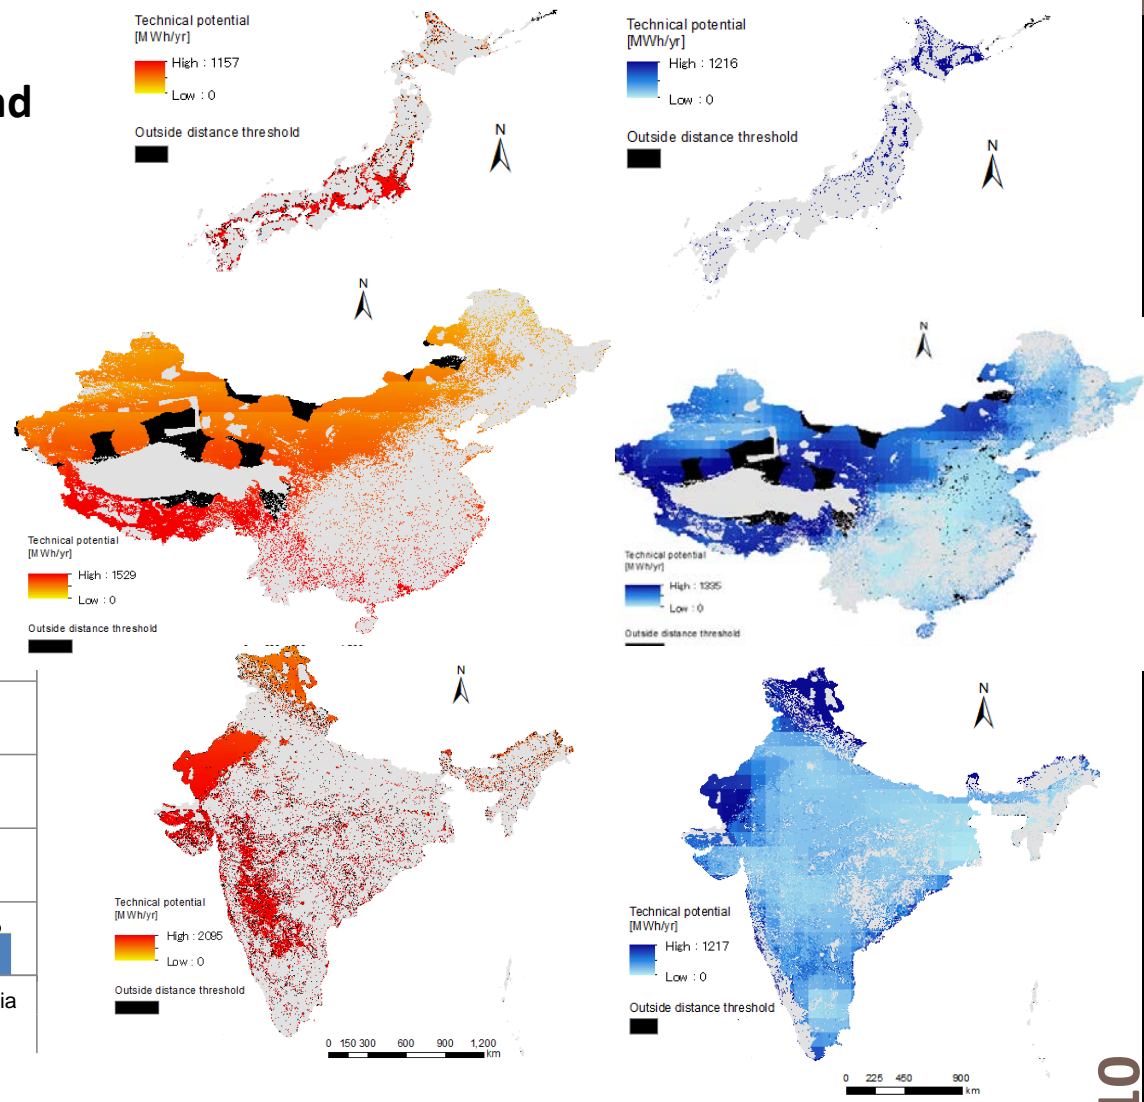 Technical potential
[MWh/yr]
High : 1157
Low : 0
Outside distance threshold
N
Technical potential
[MWh/yr]
High : 1216
Low : 0
Outside distance threshold
N
nd
N
Technical potential
[MWh/yr]
High : 1529
Low : 0
Outside distance threshold
N
Technical potential
[MWh/yr]
High : 1335
Low : 0
Outside distance threshold
N
Technical potential
[MWh/yr]
High : 2095
Low : 0
Outside distance threshold
0 150 300 600 900 1,200
km
N
Technical potential
[MWh/yr]
High : 1217
Low : 0
Outside distance threshold
0 225 450 900
km
ia